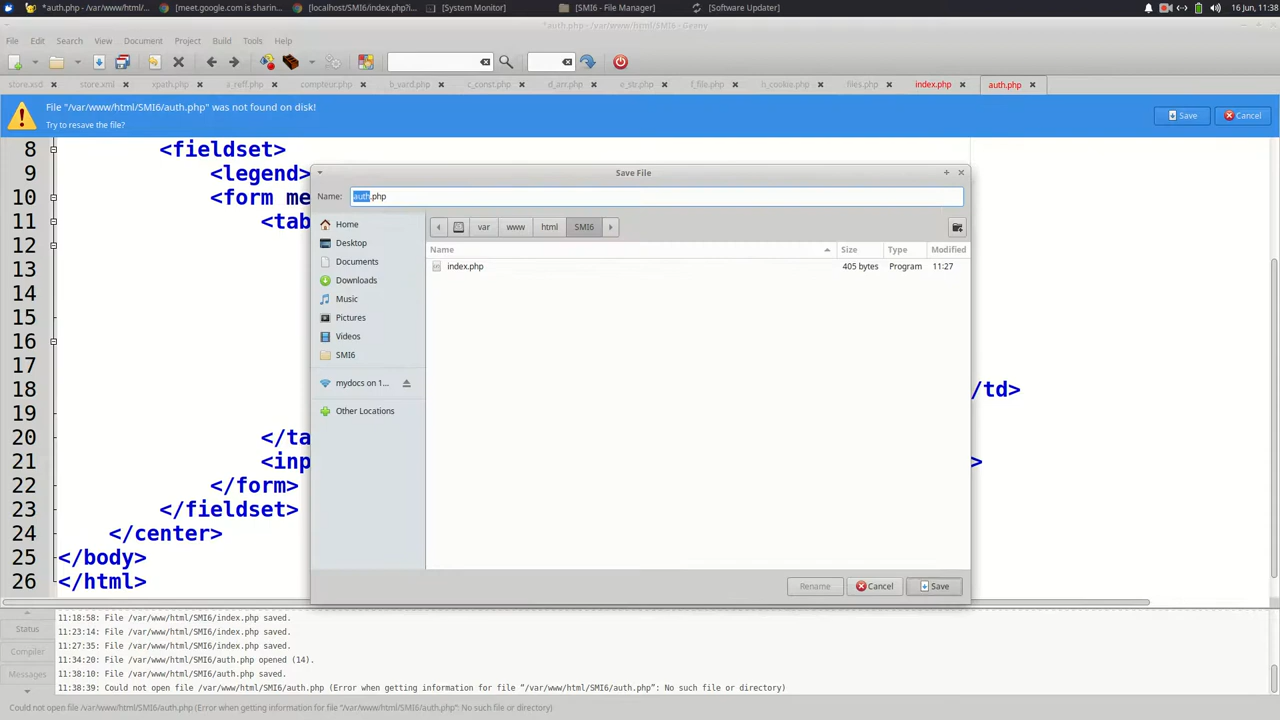 *auth.php - /var/www/html/... [meet.google.com is sharin... [localhost/SMI6/index.php?i... [System Monitor] [SMI6 - File Manager] [Software Updater] 16 Jun, 11:38
*auth.php - /var/www/html/SMI6 - Geany
File Edit Search View Document Project Build Tools Help
store.xsd store.xml xpath.php a_reff.php compteur.php b_vard.php c_const.php d_arr.php e_str.php f_file.php h_cookie.php files.php index.php auth.php
File "/var/www/html/SMI6/auth.php" was not found on disk!
Try to resave the file?
Save Cancel
8 <fieldset>
9 <legend>
10 <form me
11 <tab
12
13
14
15
16
17
18 /td>
19
20 </ta
21 <inp >
22 </form>
23 </fieldset>
24 </center>
25 </body>
26 </html>
Save File
Name: auth.php
var www html SMI6
Name Size Type Modified
index.php 405 bytes Program 11:27
Home
Desktop
Documents
Downloads
Music
Pictures
Videos
SMI6
mydocs on 1...
Other Locations
Rename Cancel Save
Status
Compiler
Messages
11:18:58: File /var/www/html/SMI6/index.php saved.
11:23:14: File /var/www/html/SMI6/index.php saved.
11:27:35: File /var/www/html/SMI6/index.php saved.
11:34:20: File /var/www/html/SMI6/auth.php opened (14).
11:38:10: File /var/www/html/SMI6/auth.php saved.
11:38:39: Could not open file /var/www/html/SMI6/auth.php (Error when getting information for file “/var/www/html/SMI6/auth.php”: No such file or directory)
Could not open file /var/www/html/SMI6/auth.php (Error when getting information for file “/var/www/html/SMI6/auth.php”: No such file or directory)